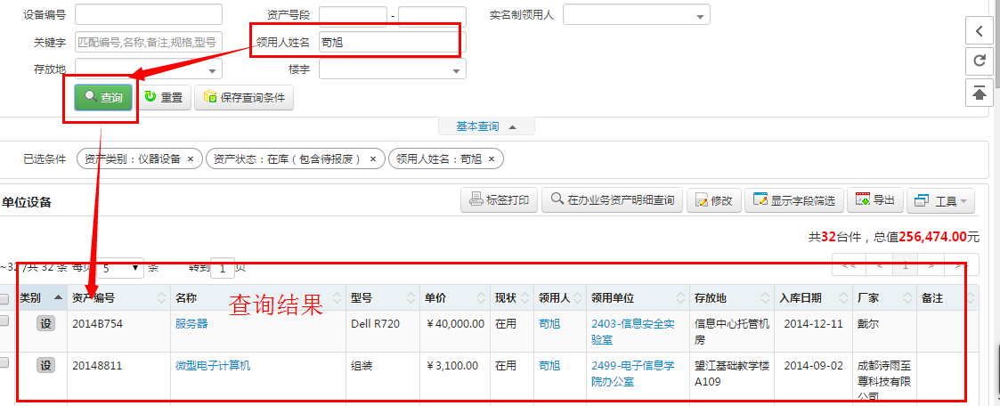 设备编号 资产号段 - 实名制领用人
关键字 匹配编号,名称,备注,规格,型号 领用人姓名 苟旭
存放地 楼宇
查询 重置 保存查询条件
基本查询
已选条件 资产类别：仪器设备 × 资产状态：在库（包含待报废） × 领用人姓名：苟旭 ×
单位设备 标签打印 在办业务资产明细查询 修改 显示字段筛选 导出 工具
共32台件，总值256,474.00元
~32 /共 32 条 每页 5 条 转到 1 页 << < 1 > >>
类别 资产编号 名称 型号 单价 现状 领用人 领用单位 存放地 入库日期 厂家 备注
查询结果
设 2014B754 服务器 Dell R720 ￥40,000.00 在用 苟旭 2403-信息安全实 信息中心托管机 2014-12-11 戴尔
验室 房
设 20148811 微型电子计算机 组装 ￥3,100.00 在用 苟旭 2499-电子信息学 望江基础教学楼 2014-09-02 成都诗雨至
院办公室 A109 尊科技有限
公司